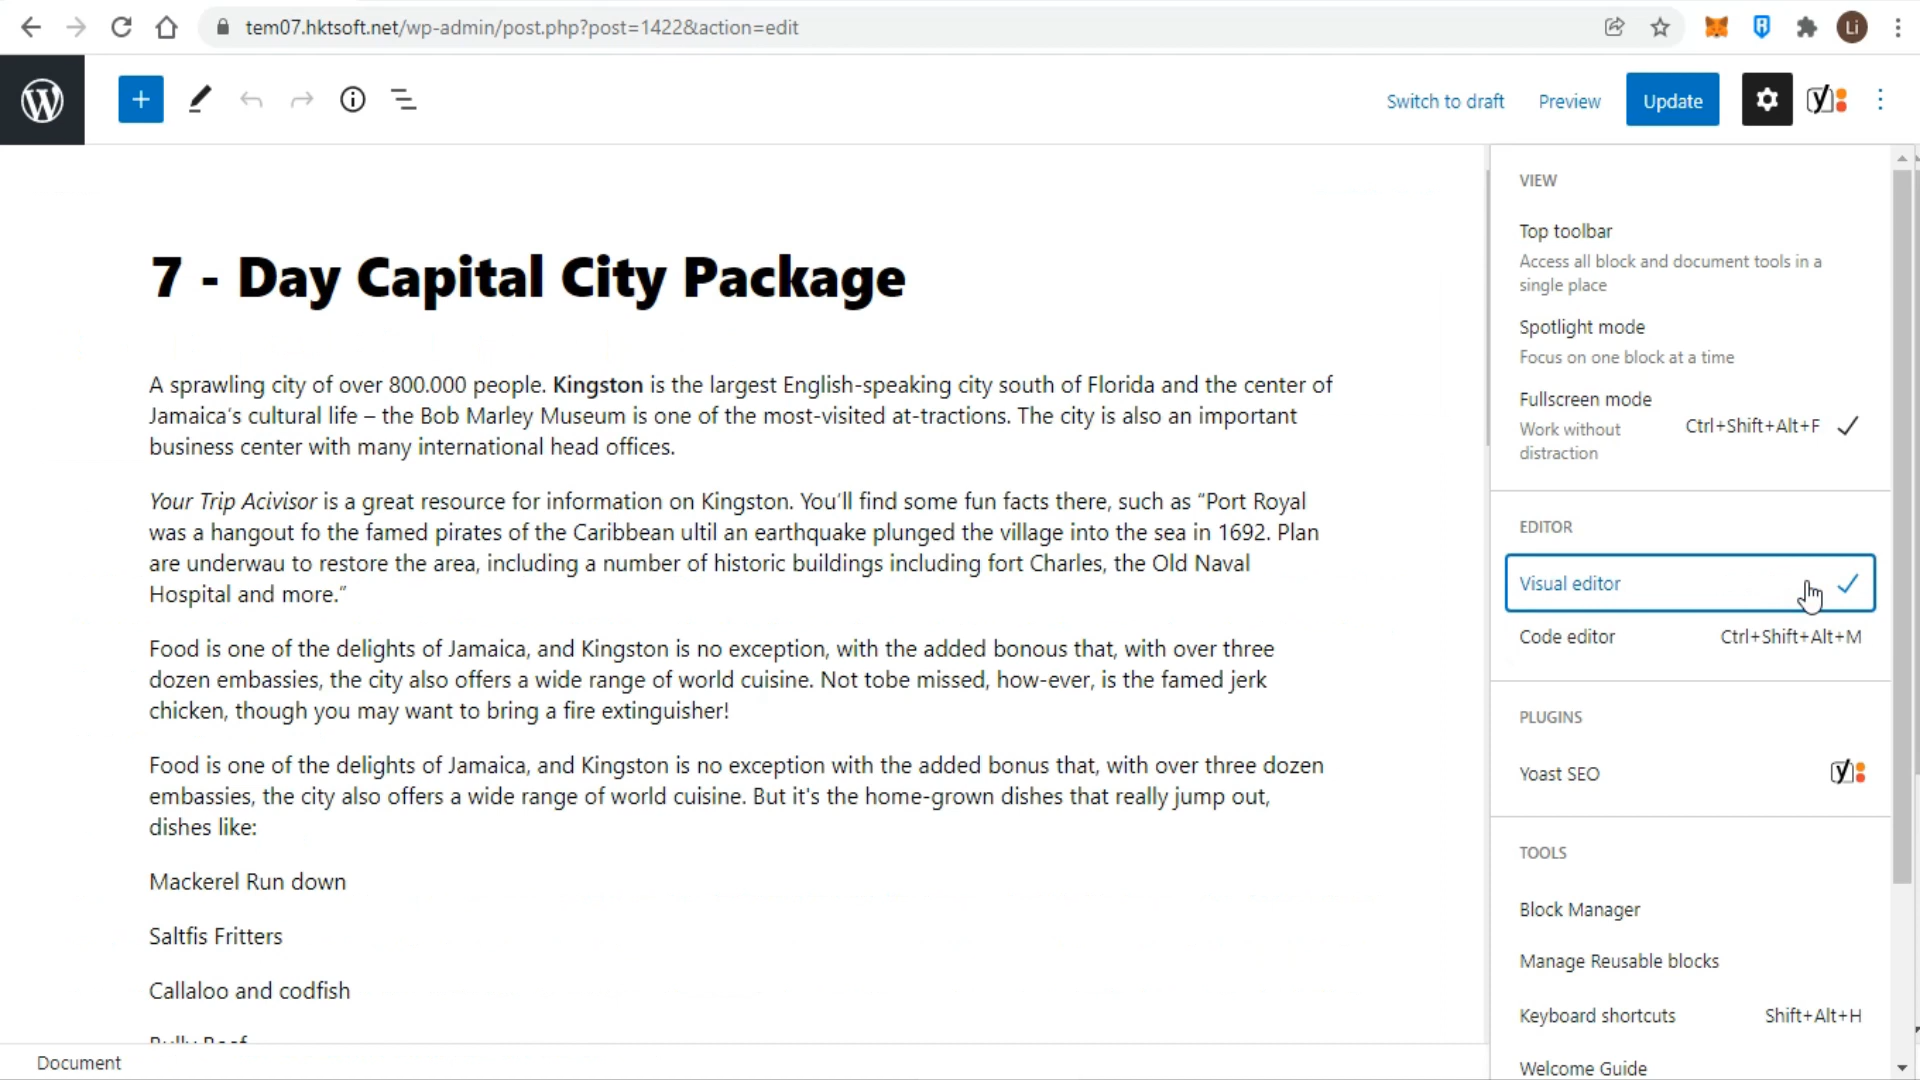 tem07.hktsoft.net/wp-admin/post.php?post=1422&action=edit
Li
Switch to draft
Preview
Update
7 - Day Capital City Package
A sprawling city of over 800.000 people. Kingston is the largest English-speaking city south of Florida and the center of
Jamaica's cultural life – the Bob Marley Museum is one of the most-visited at-tractions. The city is also an important
business center with many international head offices.
Your Trip Acivisor is a great resource for information on Kingston. You'll find some fun facts there, such as “Port Royal
was a hangout fo the famed pirates of the Caribbean ultil an earthquake plunged the village into the sea in 1692. Plan
are underwau to restore the area, including a number of historic buildings including fort Charles, the Old Naval
Hospital and more.”
Food is one of the delights of Jamaica, and Kingston is no exception, with the added bonous that, with over three
dozen embassies, the city also offers a wide range of world cuisine. Not tobe missed, how-ever, is the famed jerk
chicken, though you may want to bring a fire extinguisher!
Food is one of the delights of Jamaica, and Kingston is no exception with the added bonus that, with over three dozen
embassies, the city also offers a wide range of world cuisine. But it's the home-grown dishes that really jump out,
dishes like:
Mackerel Run down
Saltfis Fritters
Callaloo and codfish
Document
VIEW
Top toolbar
Access all block and document tools in a
single place
Spotlight mode
Focus on one block at a time
Fullscreen mode
Ctrl+Shift+Alt+F
Work without
distraction
EDITOR
Visual editor
Code editor
Ctrl+Shift+Alt+M
PLUGINS
Yoast SEO
TOOLS
Block Manager
Manage Reusable blocks
Keyboard shortcuts
Shift+Alt+H
Welcome Guide